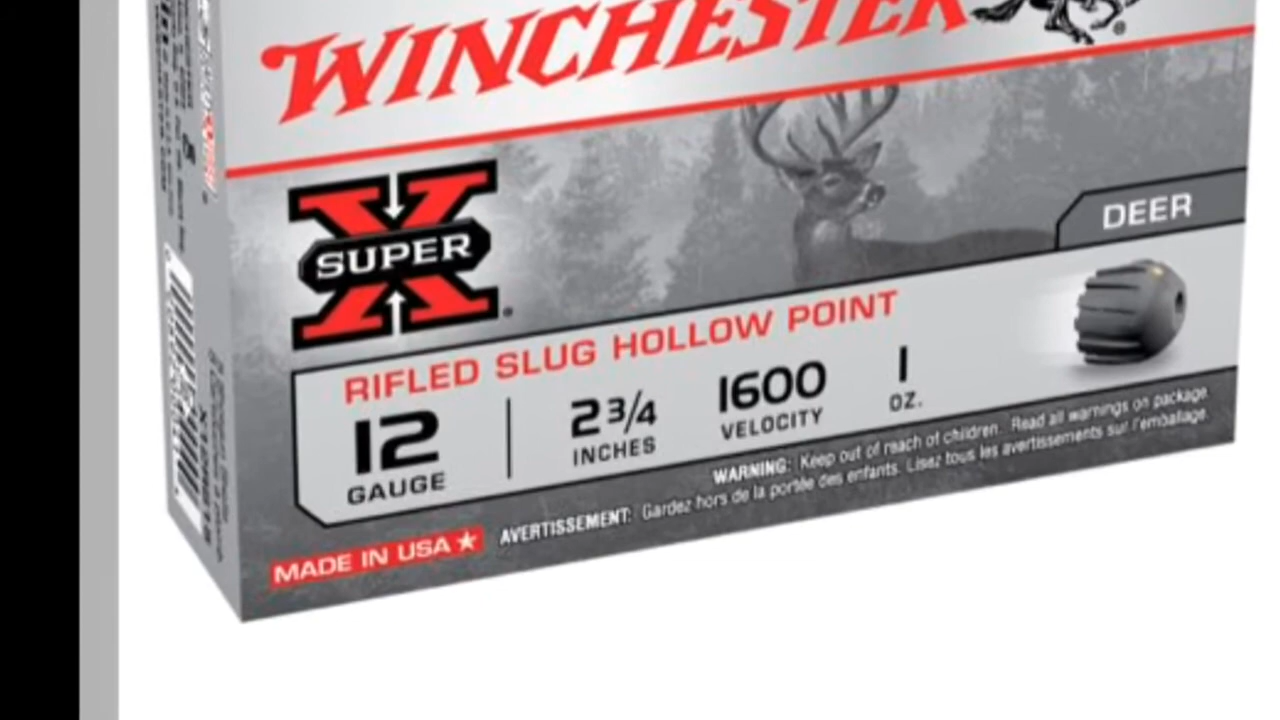 WINCHESTER
®
X
SUPER
DEER
RIFLED SLUG HOLLOW POINT
12
GAUGE
2 3/4
INCHES
1600
VELOCITY
1
OZ.
WARNING: Keep out of reach of children. Read all warnings on package.
AVERTISSEMENT: Gardez hors de la portée des enfants. Lisez tous les avertissements sur l'emballage.
MADE IN USA